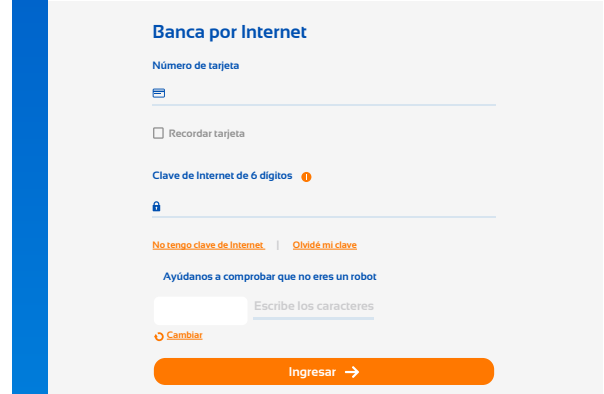 Banca por Internet
Número de tarjeta
Recordar tarjeta
Clave de Internet de 6 dígitos
No tengo clave de Internet | Olvidé mi clave
Ayúdanos a comprobar que no eres un robot
Escribe los caracteres
Cambiar
Ingresar →